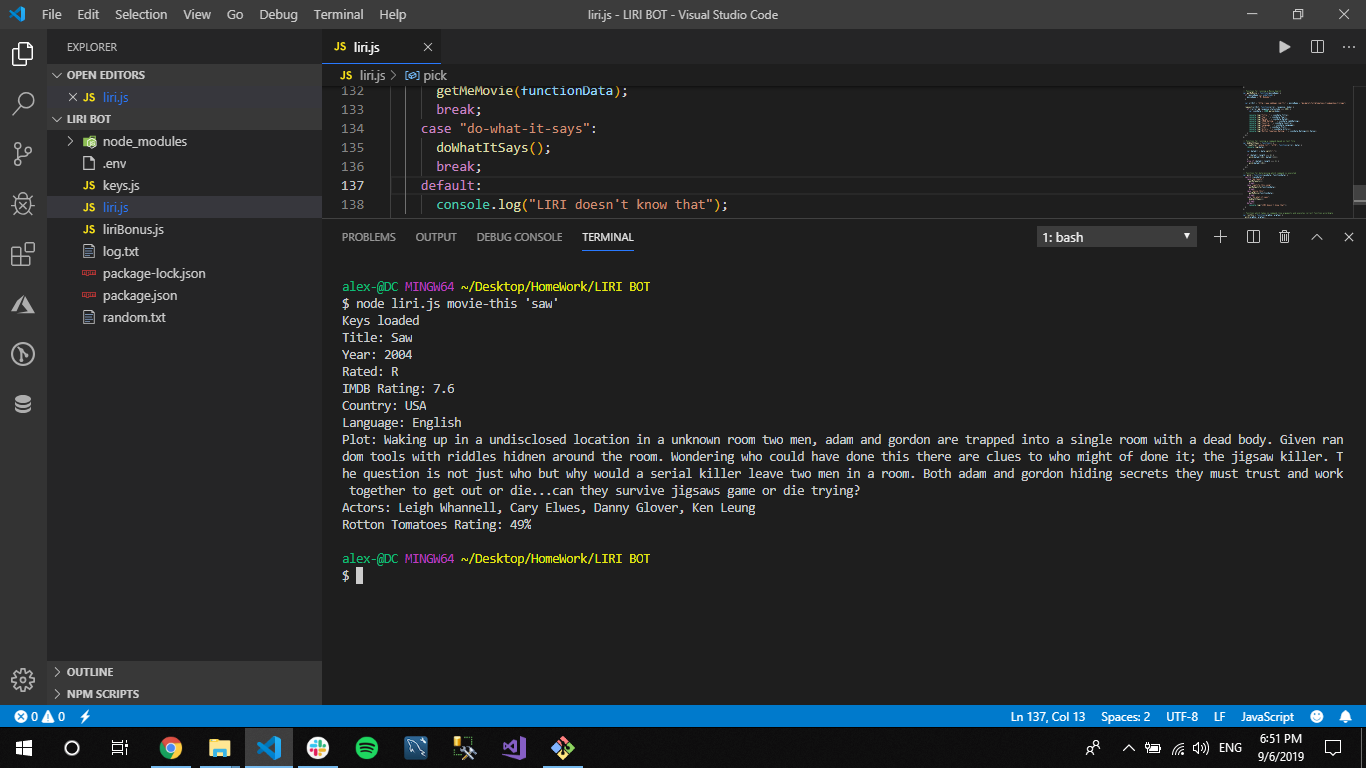 File Edit Selection View Go Debug Terminal Help
liri.js - LIRI BOT - Visual Studio Code
EXPLORER
OPEN EDITORS
JS liri.js
LIRI BOT
node_modules
.env
JS keys.js
JS liri.js
JS liriBonus.js
log.txt
package-lock.json
package.json
random.txt
OUTLINE
NPM SCRIPTS
JS liri.js
JS liri.js > pick
132 getMeMovie(functionData);
133 break;
134 case "do-what-it-says":
135 doWhatItSays();
136 break;
137 default:
138 console.log("LIRI doesn't know that");
PROBLEMS OUTPUT DEBUG CONSOLE TERMINAL
1: bash
alex-@DC MINGW64 ~/Desktop/HomeWork/LIRI BOT
$ node liri.js movie-this 'saw'
Keys loaded
Title: Saw
Year: 2004
Rated: R
IMDB Rating: 7.6
Country: USA
Language: English
Plot: Waking up in a undisclosed location in a unknown room two men, adam and gordon are trapped into a single room with a dead body. Given ran
dom tools with riddles hidnen around the room. Wondering who could have done this there are clues to who might of done it; the jigsaw killer. T
he question is not just who but why would a serial killer leave two men in a room. Both adam and gordon hiding secrets they must trust and work
together to get out or die...can they survive jigsaws game or die trying?
Actors: Leigh Whannell, Cary Elwes, Danny Glover, Ken Leung
Rotton Tomatoes Rating: 49%
alex-@DC MINGW64 ~/Desktop/HomeWork/LIRI BOT
$
0 0
Ln 137, Col 13 Spaces: 2 UTF-8 LF JavaScript
ENG
6:51 PM
9/6/2019